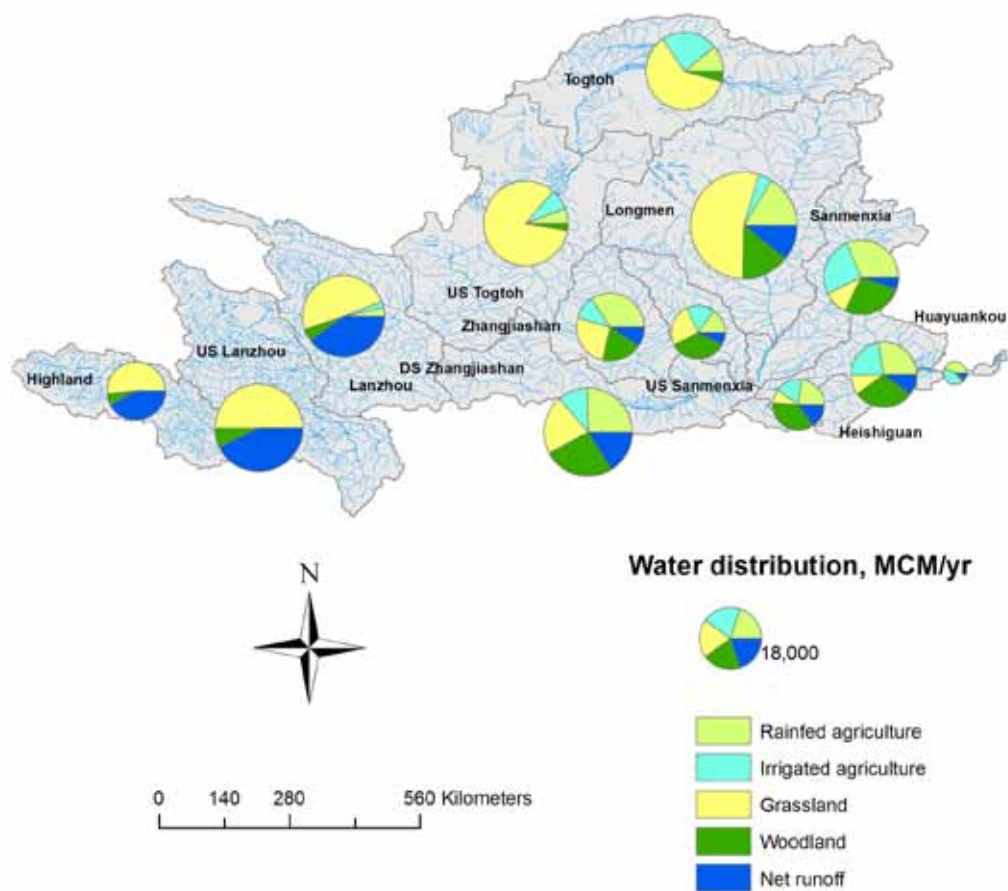 Togtoh
Longmen
Sanmenxia
US Togtoh
Zhangjiashan
Huayuankou
US Lanzhou
DS Zhangjiashan
Highland
Lanzhou
US Sanmenxia
Heishiguan
N
Water distribution, MCM/yr
18,000
Rainfed agriculture
Irrigated agriculture
Grassland
Woodland
Net runoff
0 140 280 560 Kilometers